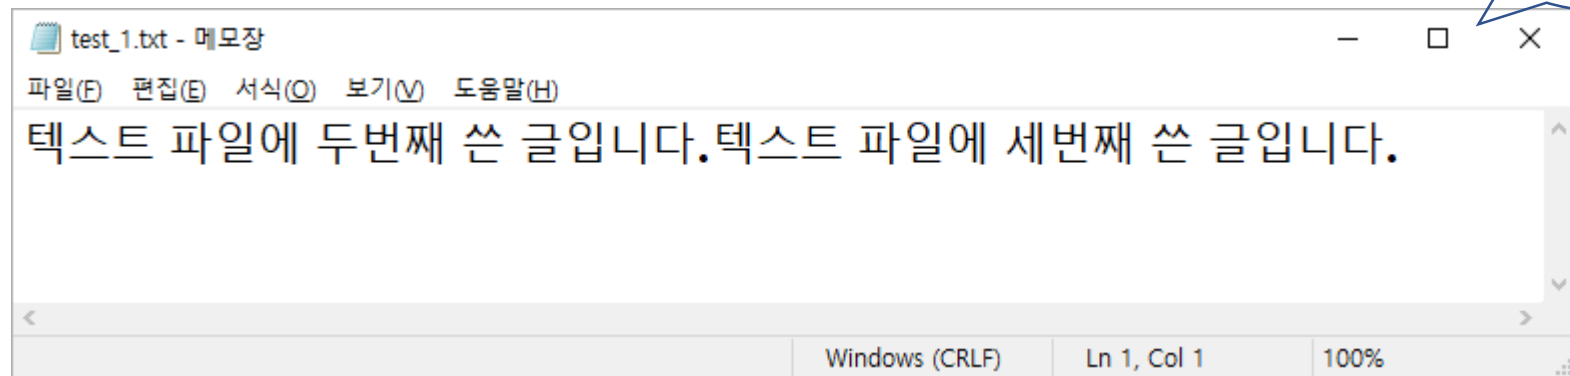 test_1.txt - 메모장
파일(F) 편집(E) 서식(O) 보기(V) 도움말(H)
텍스트 파일에 두번째 쓴 글입니다.텍스트 파일에 세번째 쓴 글입니다.
Windows (CRLF) Ln 1, Col 1 100%